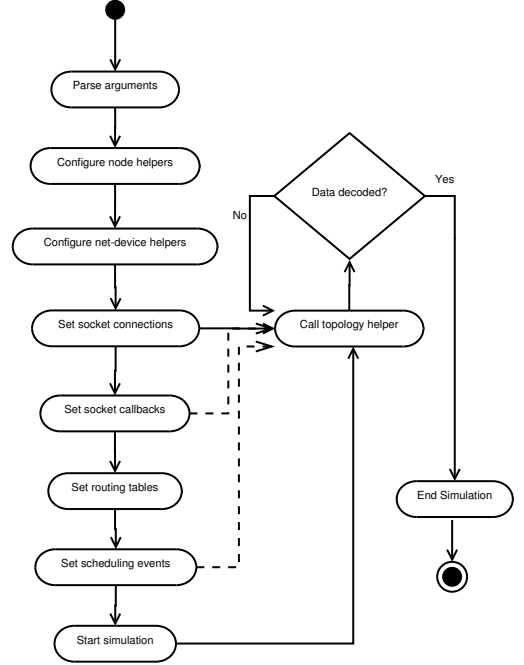 Parse arguments
Configure node helpers
Configure net-device helpers
Set socket connections
Set socket callbacks
Set routing tables
Set scheduling events
Start simulation
Data decoded?
No
Yes
Call topology helper
End Simulation